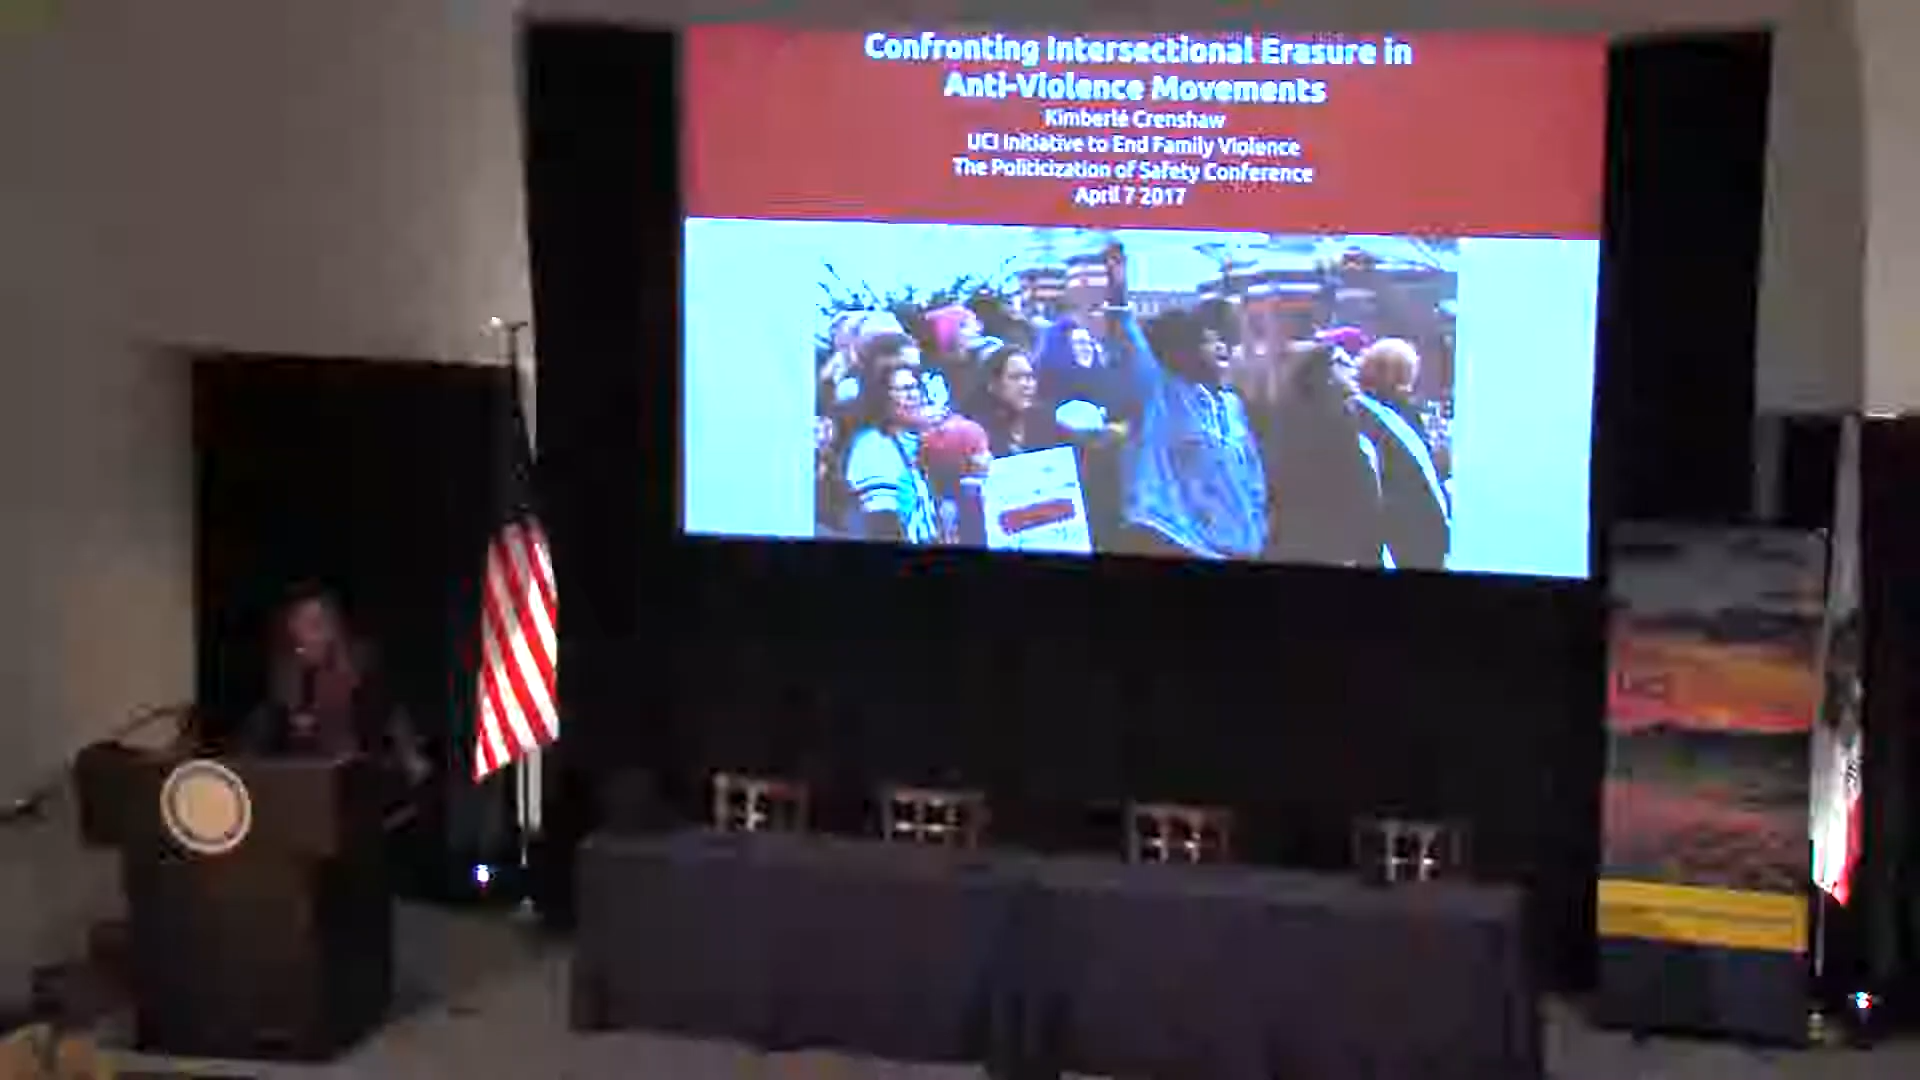 Confronting Intersectional Erasure in
Anti-Violence Movements
Kimberlé Crenshaw
UCI Initiative to End Family Violence
The Politicization of Safety Conference
April 7 2017
UCI